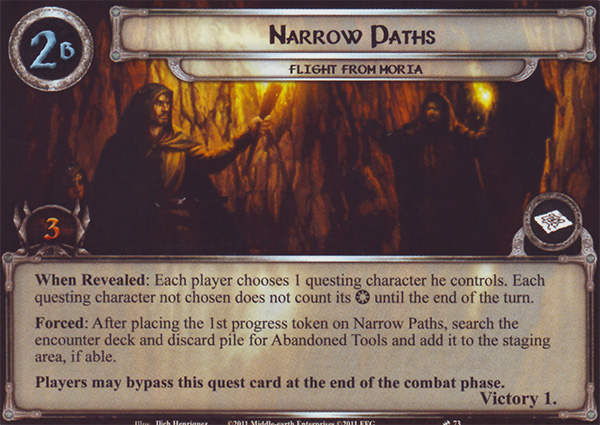 2B
NARROW PATHS
FLIGHT FROM MORIA
3
When Revealed: Each player chooses 1 questing character he controls. Each
questing character not chosen does not count its until the end of the turn.
Forced: After placing the 1st progress token on Narrow Paths, search the
encounter deck and discard pile for Abandoned Tools and add it to the staging
area, if able.
Players may bypass this quest card at the end of the combat phase.
Victory 1.
Illus. Ilich Henriquez ©2011 Middle-earth Enterprises ©2011 FFG 73